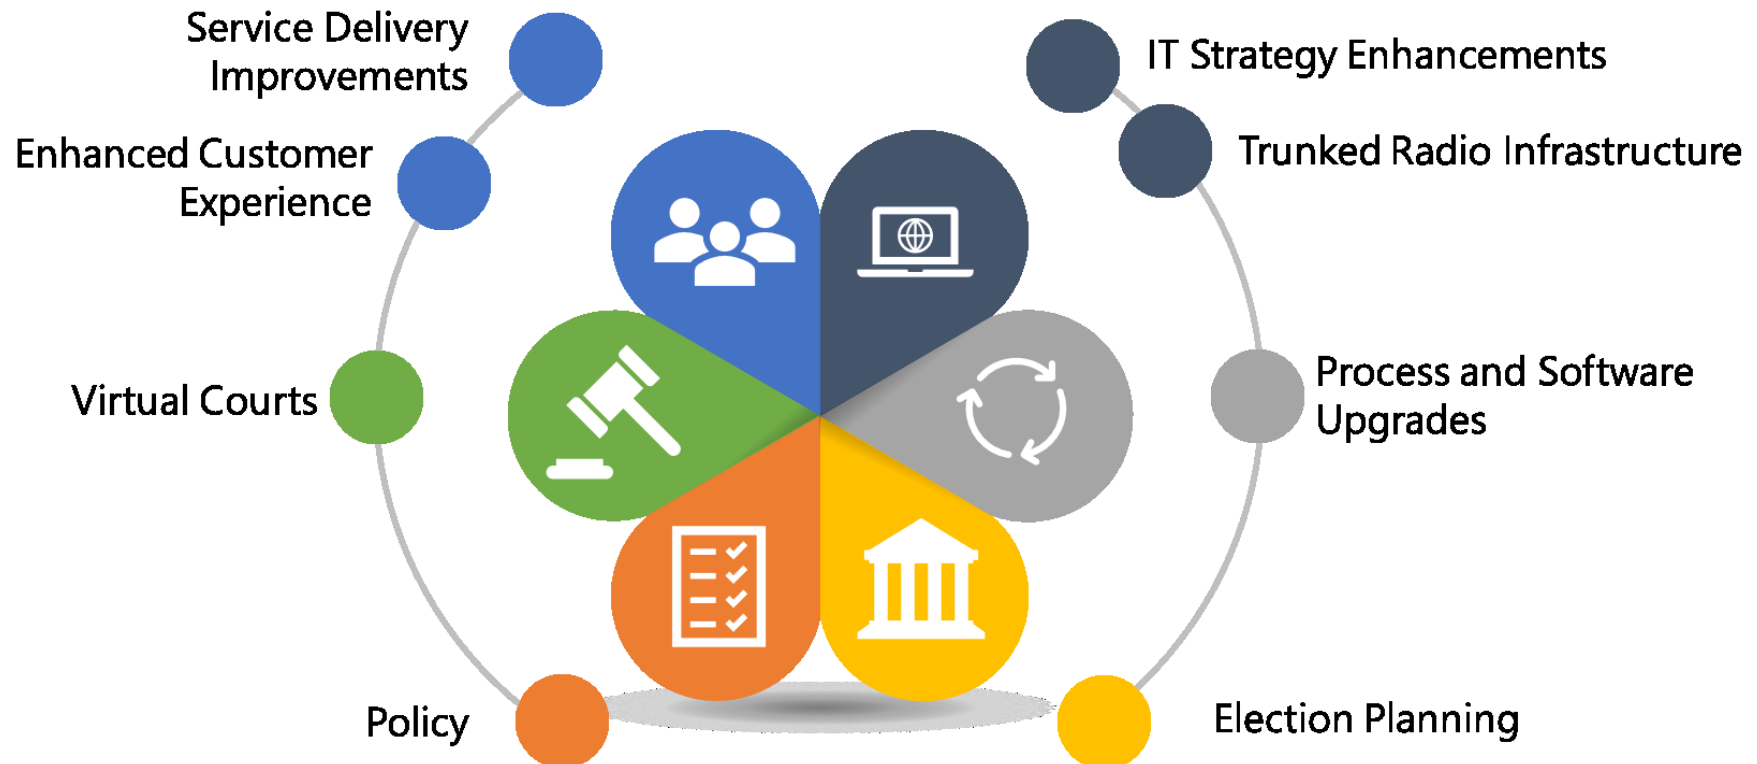 Service Delivery
Improvements
Enhanced Customer
Experience
Virtual Courts
Policy
IT Strategy Enhancements
Trunked Radio Infrastructure
Process and Software
Upgrades
Election Planning